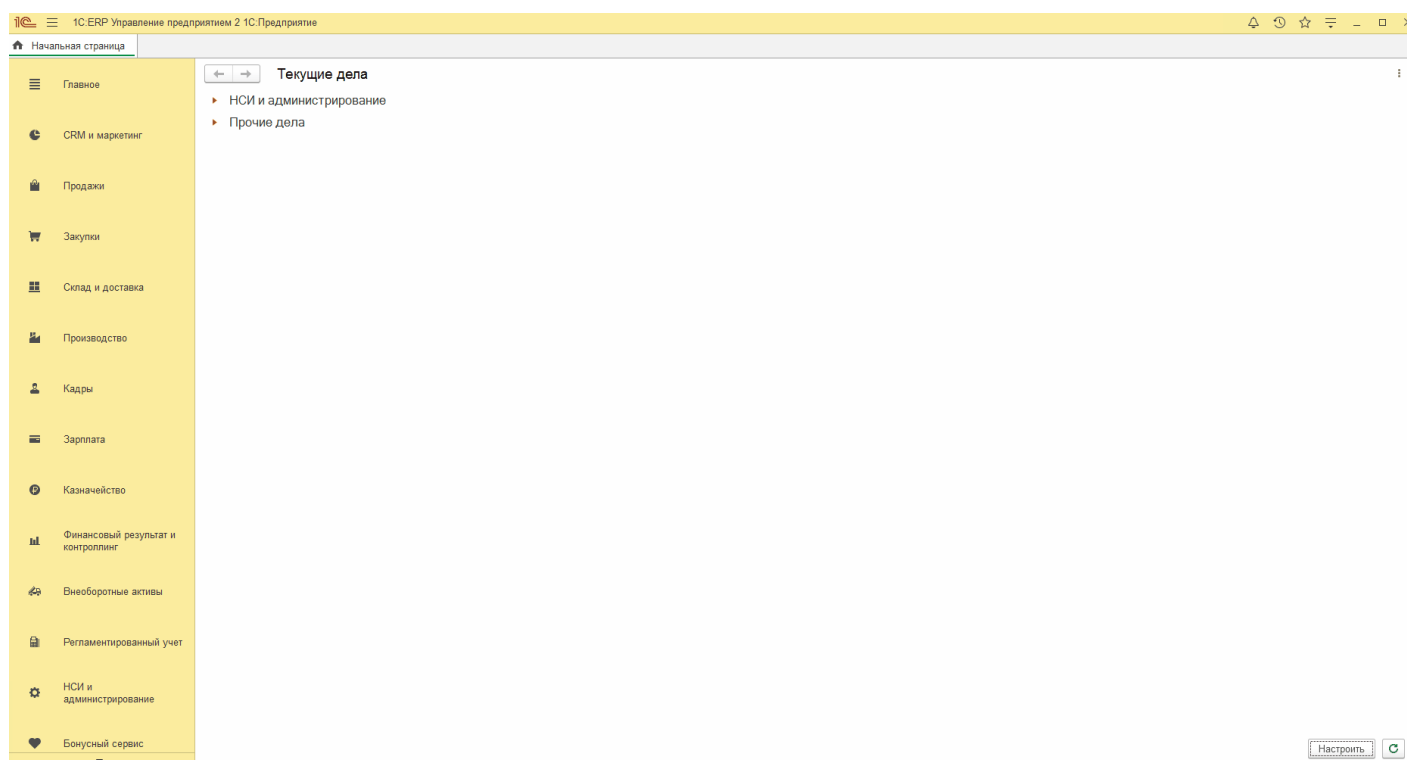 1С:ERP Управление предприятием 2 1С:Предприятие
Начальная страница
Текущие дела
НСИ и администрирование
Прочие дела
Главное
CRM и маркетинг
Продажи
Закупки
Склад и доставка
Производство
Кадры
Зарплата
Казначейство
Финансовый результат и
контроллинг
Внеоборотные активы
Регламентированный учет
НСИ и
администрирование
Бонусный сервис
Настроить